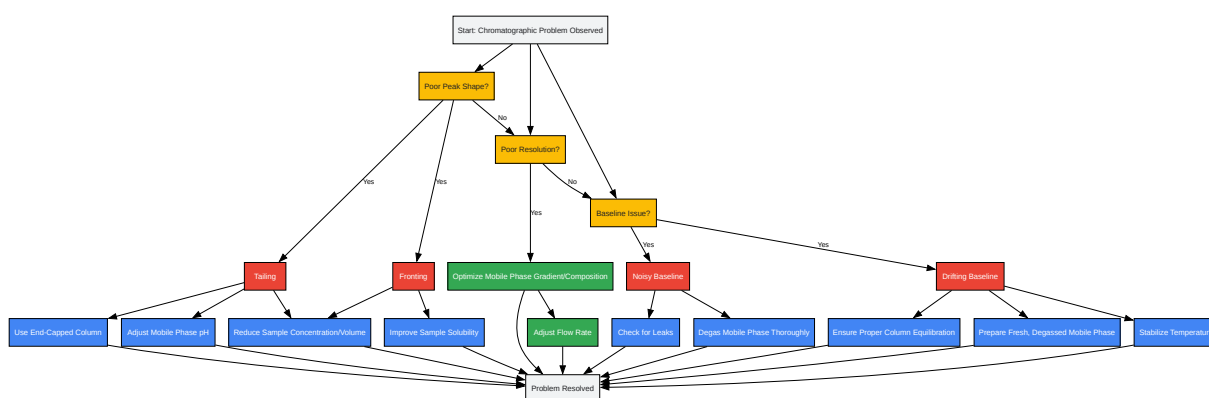 Start: Chromatographic Problem Observed
Poor Peak Shape?
No
Poor Resolution?
Yes
Yes
No
Yes
Baseline Issue?
Yes
Yes
Tailing
Fronting
Optimize Mobile Phase Gradient/Composition
Noisy Baseline
Drifting Baseline
Use End-Capped Column
Adjust Mobile Phase pH
Reduce Sample Concentration/Volume
Improve Sample Solubility
Adjust Flow Rate
Check for Leaks
Degas Mobile Phase Thoroughly
Ensure Proper Column Equilibration
Prepare Fresh, Degassed Mobile Phase
Stabilize Temperatur
Problem Resolved